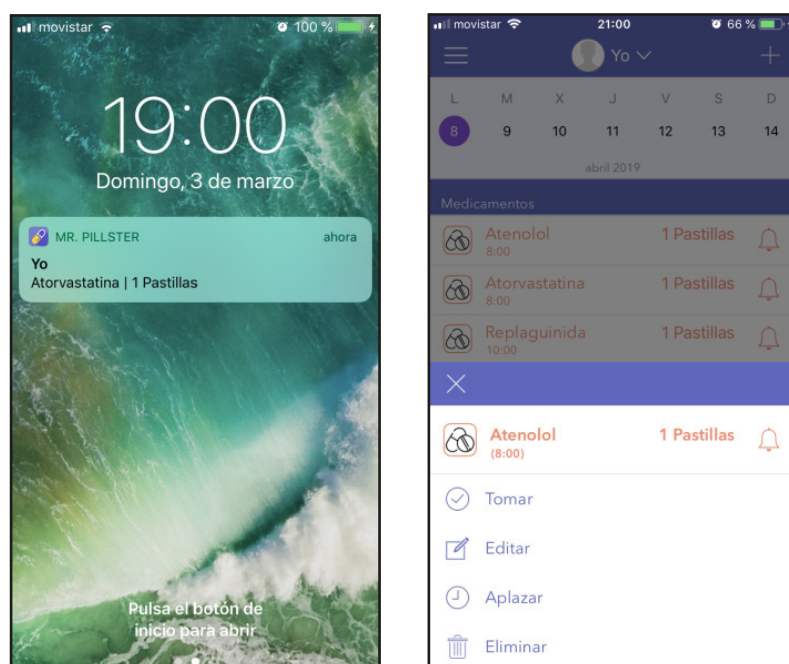 movistar 100 %
19:00
Domingo, 3 de marzo
MR. PILLSTER ahora
Yo
Atorvastatina | 1 Pastillas
Pulsa el botón de
inicio para abrir
movistar 21:00 66 %
Yo
L M X J V S D
8 9 10 11 12 13 14
abril 2019
Medicamentos
Atenolol 1 Pastillas
8:00
Atorvastatina 1 Pastillas
8:00
Replaguinida 1 Pastillas
10:00
Atenolol 1 Pastillas
(8:00)
Tomar
Editar
Aplazar
Eliminar